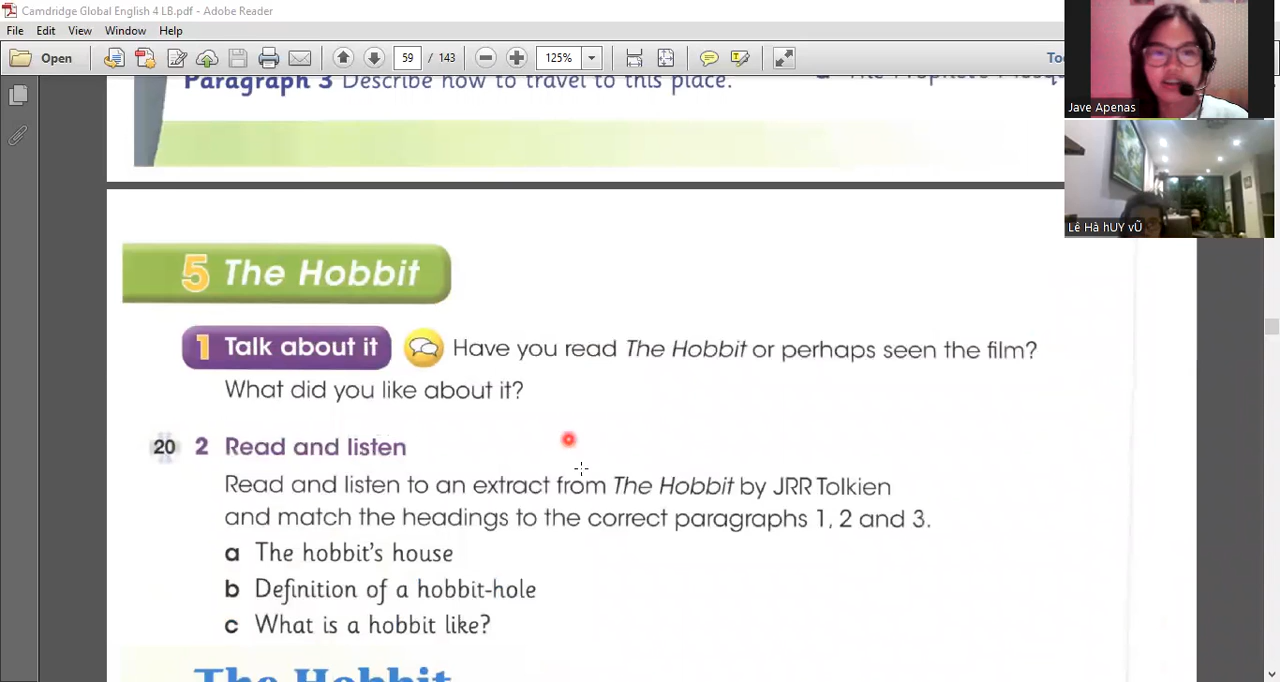 Camdridge Global English 4 LB.pdf - Adobe Reader
File Edit View Window Help
Open 59 / 143 125%
Paragraph 3 Describe how to travel to this place.
5 The Hobbit
1 Talk about it Have you read The Hobbit or perhaps seen the film?
What did you like about it?
20 2 Read and listen
Read and listen to an extract from The Hobbit by JRR Tolkien
and match the headings to the correct paragraphs 1, 2 and 3.
a The hobbit's house
b Definition of a hobbit-hole
c What is a hobbit like?
The Hobbit
Jave Apenas
Lê Hà hUY vŨ